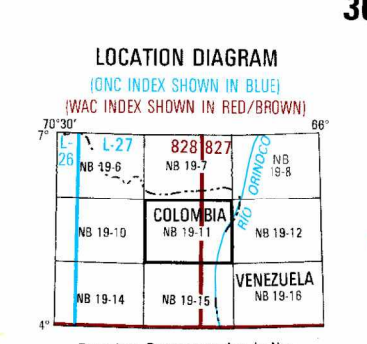 LOCATION DIAGRAM
(ONC INDEX SHOWN IN BLUE)
(WAC INDEX SHOWN IN RED/BROWN)
70°30' 66°
7°
L-26 L-27 828 827
NB 19-6 NB 19-7 NB 19-8
RÍO ORINOCO
COLOMBIA
NB 19-10 NB 19-11 NB 19-12
VENEZUELA
NB 19-14 NB 19-15 NB 19-16
4°